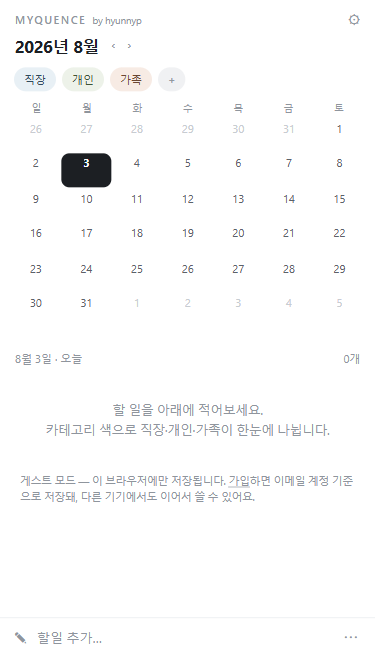 MYQUENCE by hyunnyp
2026년 8월 ‹ ›
직장 개인 가족 +
일 월 화 수 목 금 토
26 27 28 29 30 31 1
2 3 4 5 6 7 8
9 10 11 12 13 14 15
16 17 18 19 20 21 22
23 24 25 26 27 28 29
30 31 1 2 3 4 5
8월 3일 · 오늘 0개
할 일을 아래에 적어보세요.
카테고리 색으로 직장·개인·가족이 한눈에 나뉩니다.
게스트 모드 — 이 브라우저에만 저장됩니다. 가입하면 이메일 계정 기준
으로 저장돼, 다른 기기에서도 이어서 쓸 수 있어요.
할일 추가...